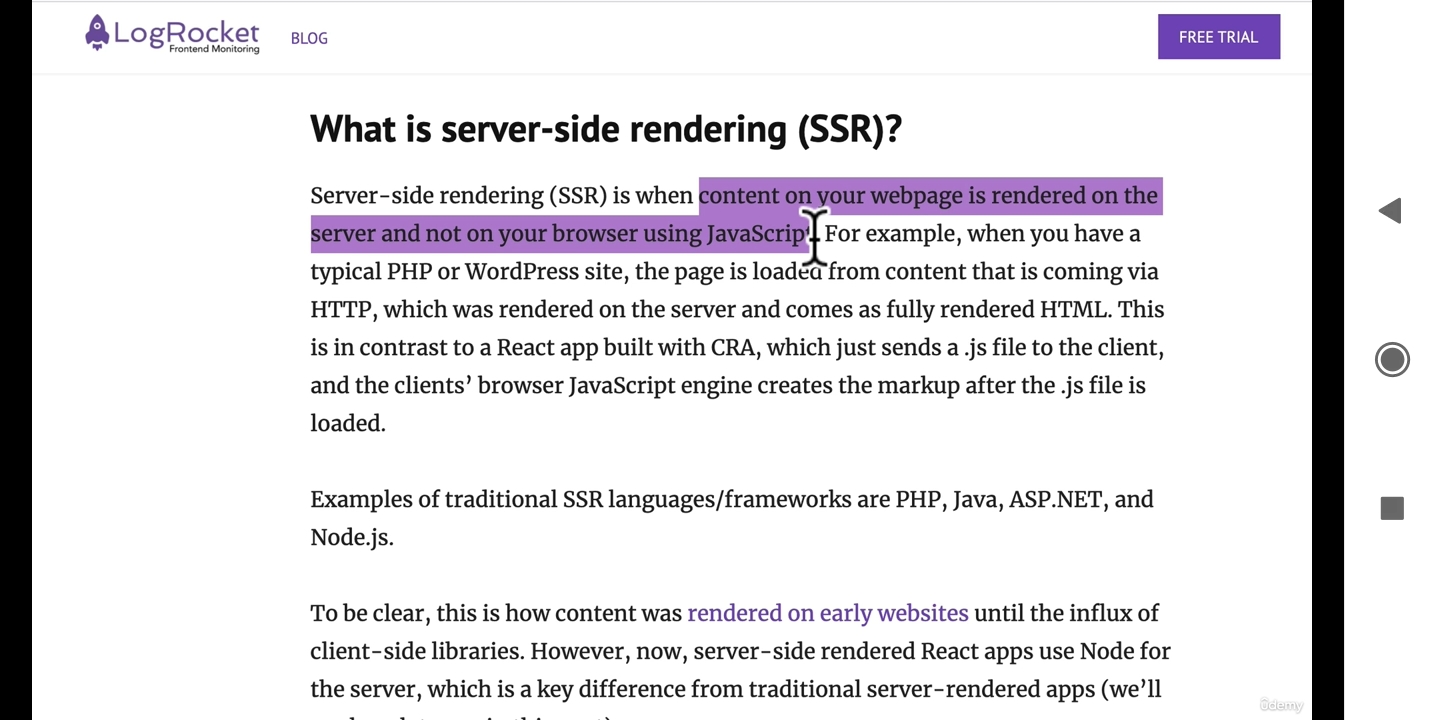 LogRocket
Frontend Monitoring
BLOG
FREE TRIAL
What is server-side rendering (SSR)?
Server-side rendering (SSR) is when content on your webpage is rendered on the
server and not on your browser using JavaScript. For example, when you have a
typical PHP or WordPress site, the page is loaded from content that is coming via
HTTP, which was rendered on the server and comes as fully rendered HTML. This
is in contrast to a React app built with CRA, which just sends a .js file to the client,
and the clients’ browser JavaScript engine creates the markup after the .js file is
loaded.
Examples of traditional SSR languages/frameworks are PHP, Java, ASP.NET, and
Node.js.
To be clear, this is how content was rendered on early websites until the influx of
client-side libraries. However, now, server-side rendered React apps use Node for
the server, which is a key difference from traditional server-rendered apps (we’ll
ûdemy